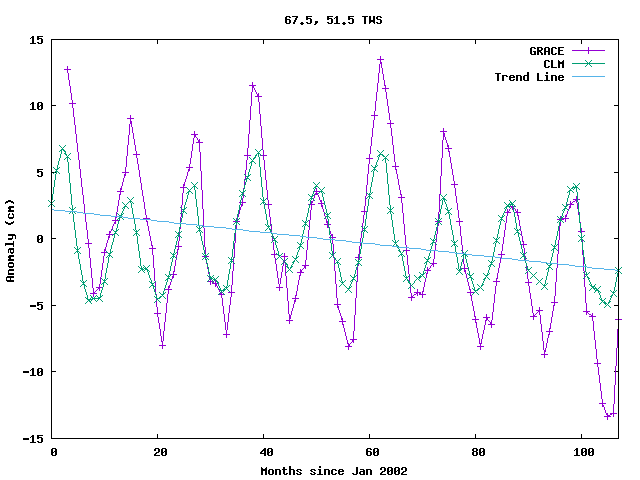 67.5, 51.5 TWS
GRACE
CLM
Trend Line
15
10
5
0
-5
-10
-15
Anomaly (cm)
0 20 40 60 80 100
Months since Jan 2002